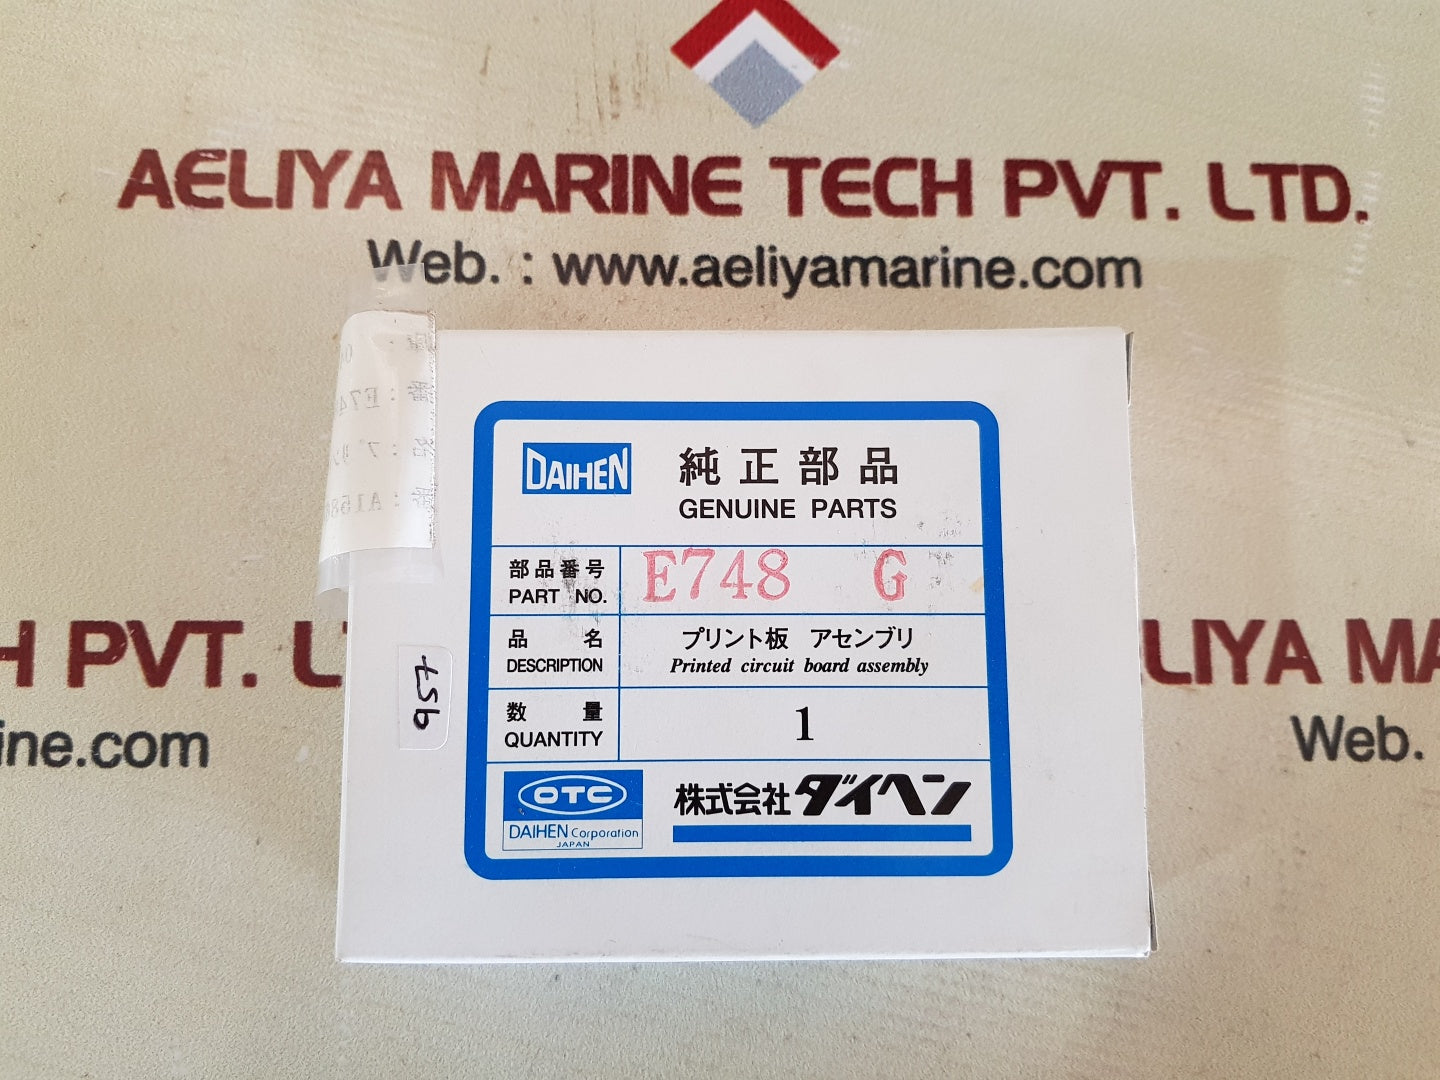 AELIYA MARINE TECH PVT. LTD.
Web. : www.aeliyamarine.com
DAIHEN
純正部品
GENUINE PARTS
部品番号
PART NO.
E748 G
品名
DESCRIPTION
プリント板 アセンブリ
Printed circuit board assembly
数量
QUANTITY
1
OTC
DAIHEN Corporation
JAPAN
株式会社ダイヘン
H PVT. L
ine.com
LIYA MA
Web.